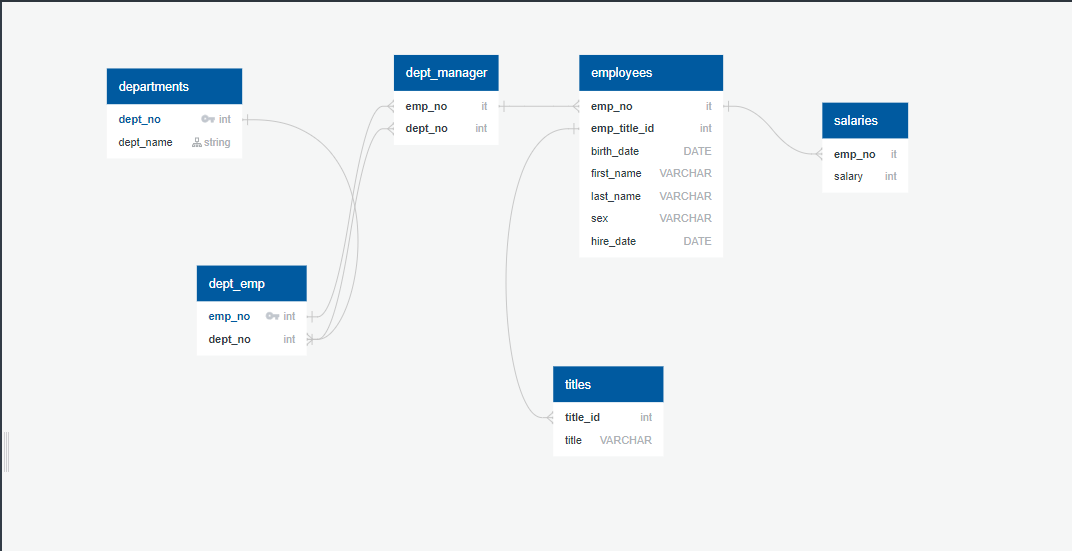 departments
dept_no int
dept_name string
dept_manager
emp_no it
dept_no int
employees
emp_no it
emp_title_id int
birth_date DATE
first_name VARCHAR
last_name VARCHAR
sex VARCHAR
hire_date DATE
salaries
emp_no it
salary int
dept_emp
emp_no int
dept_no int
titles
title_id int
title VARCHAR